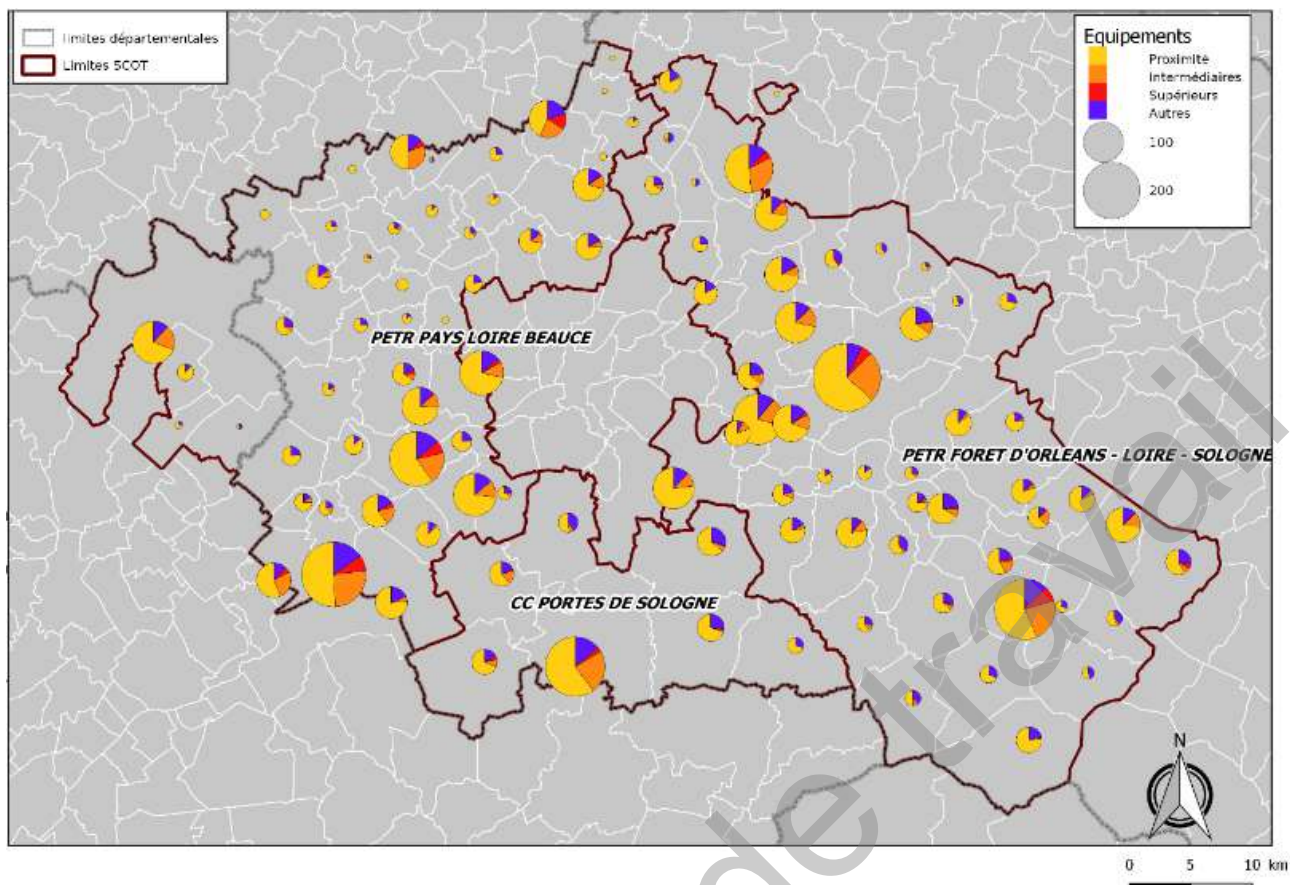 limites départementales
Limites SCOT
Equipements
Proximité
Intermédiaires
Supérieurs
Autres
100
200
PETR PAYS LOIRE BEAUCE
PETR FORET D'ORLEANS - LOIRE - SOLOGNE
CC PORTES DE SOLOGNE
N
0 5 10 km
de travail